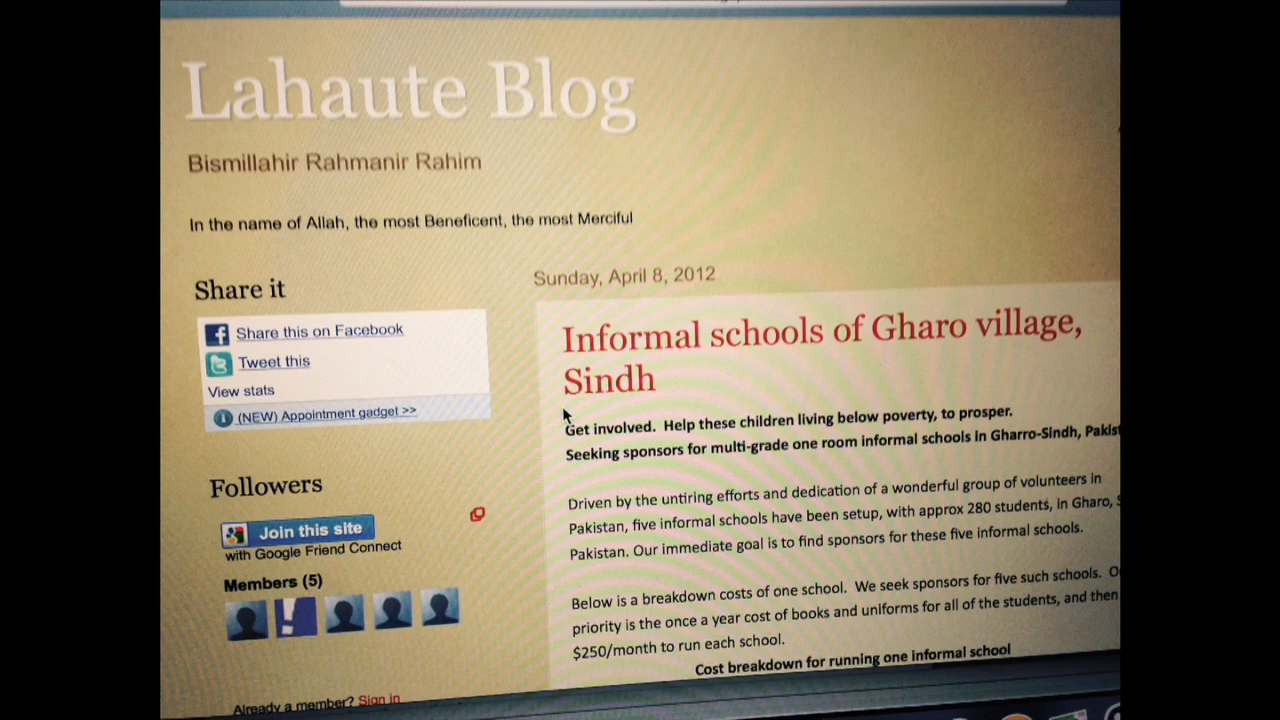 Lahaute Blog
Bismillahir Rahmanir Rahim
In the name of Allah, the most Beneficent, the most Merciful
Share it
Share this on Facebook
Tweet this
View stats
(NEW) Appointment gadget >>
Followers
Join this site
with Google Friend Connect
Members (5)
Already a member? Sign in
Sunday, April 8, 2012
Informal schools of Gharo village,
Sindh
Get involved. Help these children living below poverty, to prosper.
Seeking sponsors for multi-grade one room informal schools in Gharro-Sindh, Pakist
Driven by the untiring efforts and dedication of a wonderful group of volunteers in
Pakistan, five informal schools have been setup, with approx 280 students, in Gharo, S
Pakistan. Our immediate goal is to find sponsors for these five informal schools.
Below is a breakdown costs of one school. We seek sponsors for five such schools. O
priority is the once a year cost of books and uniforms for all of the students, and then
$250/month to run each school.
Cost breakdown for running one informal school